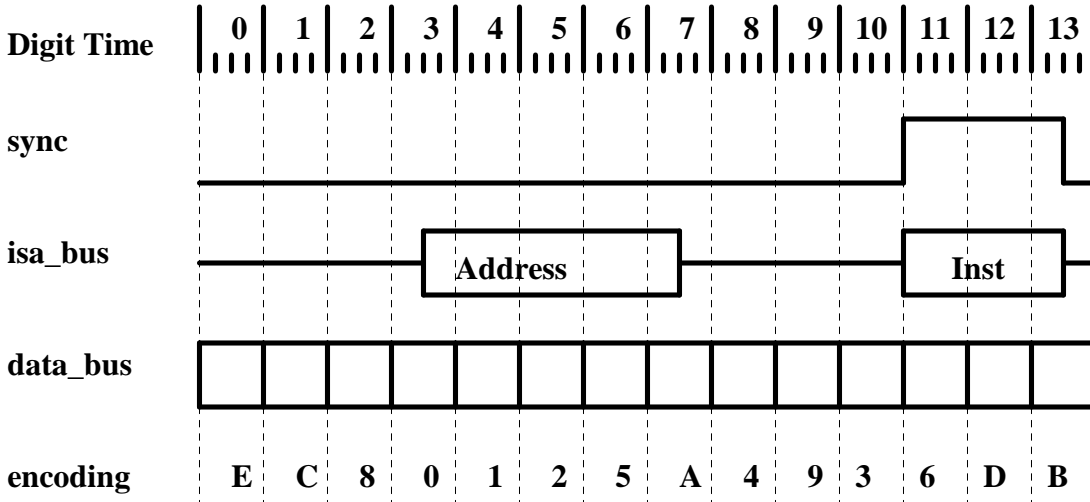 Digit Time 0 1 2 3 4 5 6 7 8 9 10 11 12 13
sync
isa_bus Address Inst
data_bus
encoding E C 8 0 1 2 5 A 4 9 3 6 D B